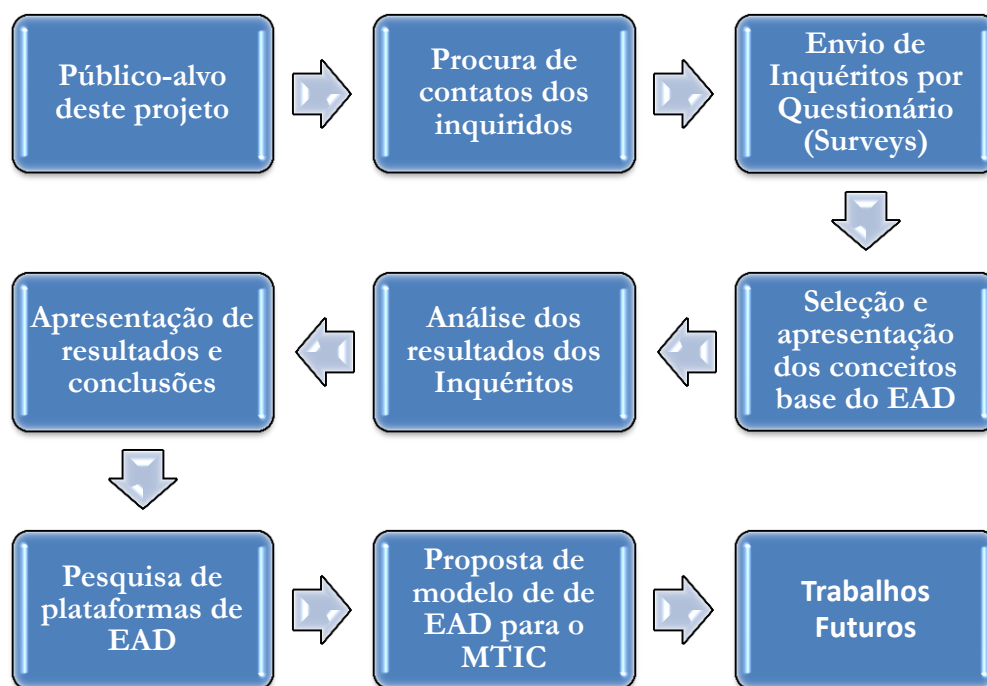 Público-alvo
deste projeto
Procura de
contatos dos
inquiridos
Envio de
Inquéritos por
Questionário
(Surveys)
Seleção e
apresentação
dos conceitos
base do EAD
Análise dos
resultados dos
Inquéritos
Apresentação de
resultados e
conclusões
Pesquisa de
plataformas de
EAD
Proposta de
modelo de de
EAD para o
MTIC
Trabalhos
Futuros